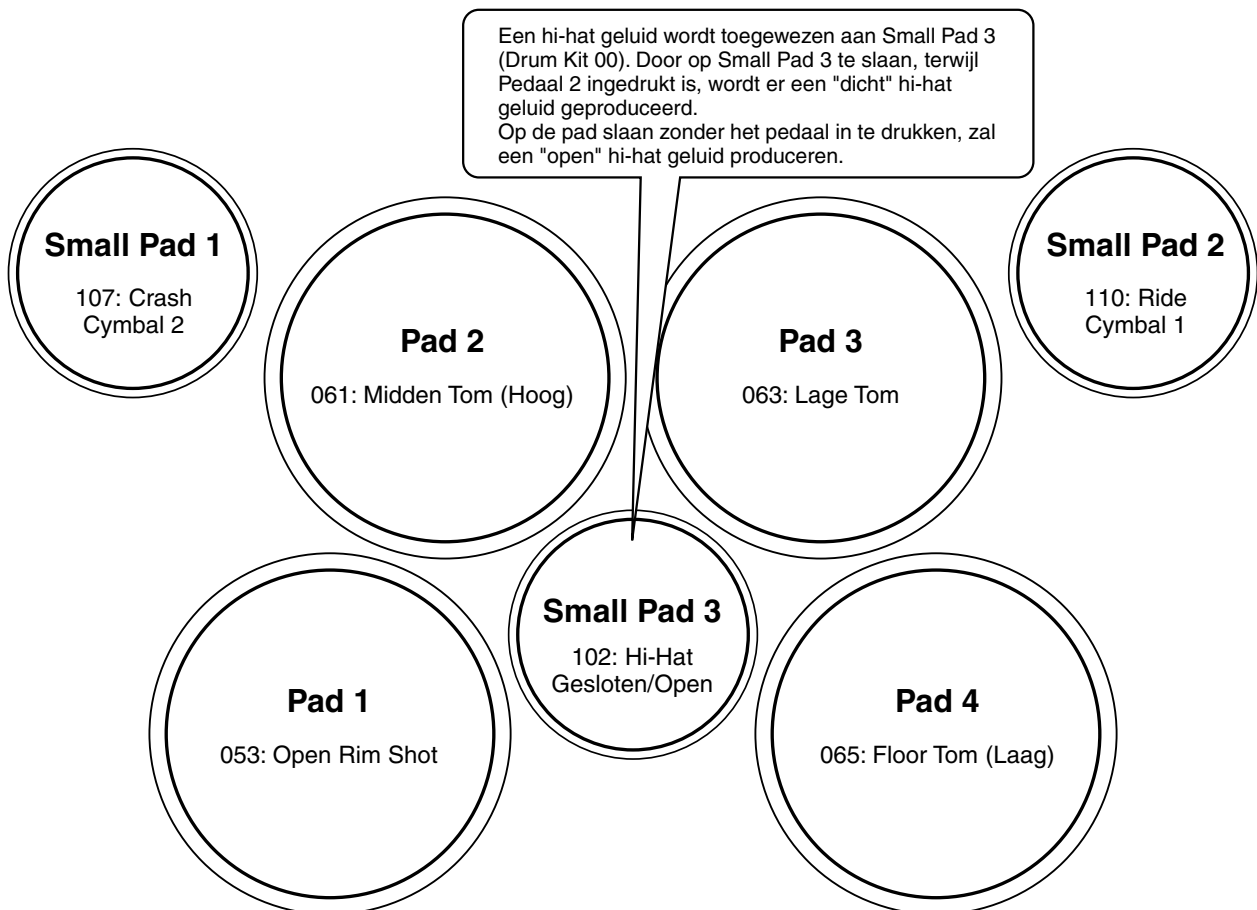 Een hi-hat geluid wordt toegewezen aan Small Pad 3
(Drum Kit 00). Door op Small Pad 3 te slaan, terwijl
Pedaal 2 ingedrukt is, wordt er een "dicht" hi-hat
geluid geproduceerd.
Op de pad slaan zonder het pedaal in te drukken, zal
een "open" hi-hat geluid produceren.
Small Pad 1
107: Crash
Cymbal 2
Small Pad 2
110: Ride
Cymbal 1
Pad 2
061: Midden Tom (Hoog)
Pad 3
063: Lage Tom
Small Pad 3
102: Hi-Hat
Gesloten/Open
Pad 1
053: Open Rim Shot
Pad 4
065: Floor Tom (Laag)